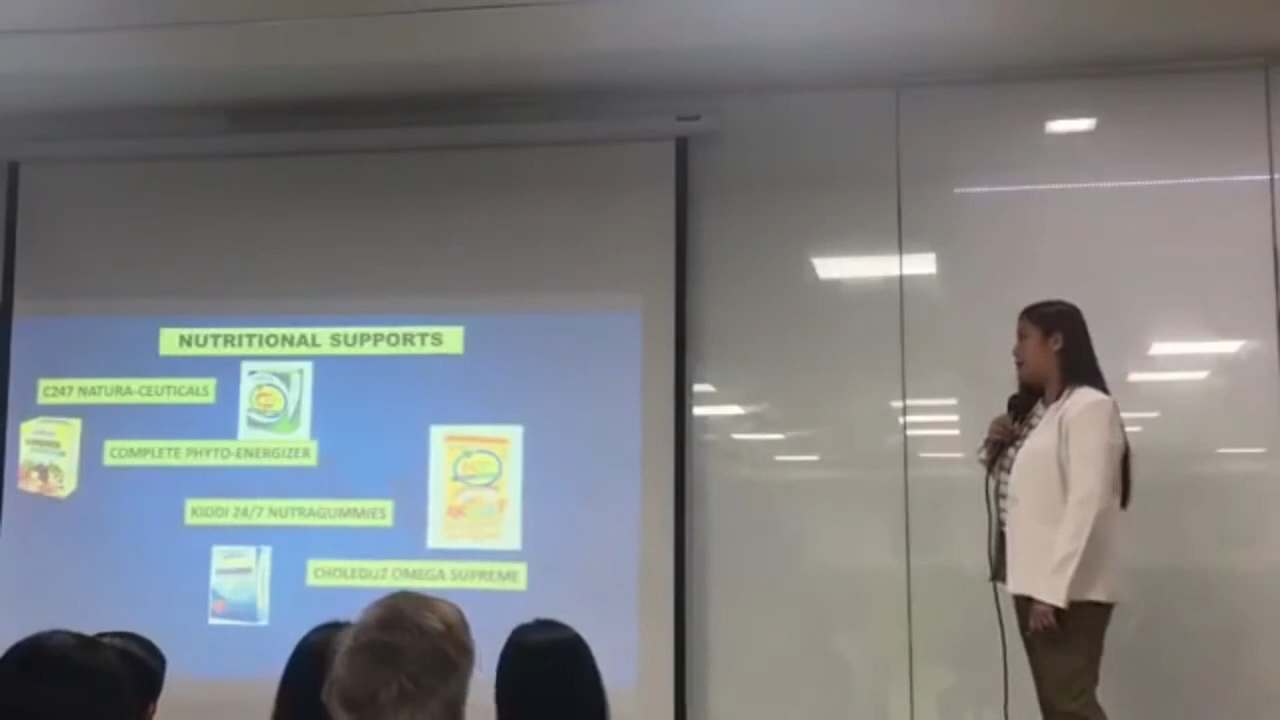 NUTRITIONAL SUPPORTS
C247 NATURA-CEUTICALS
COMPLETE PHYTO-ENERGIZER
KIDDI 24/7 NUTRAGUMMIES
CHOLEDUZ OMEGA SUPREME